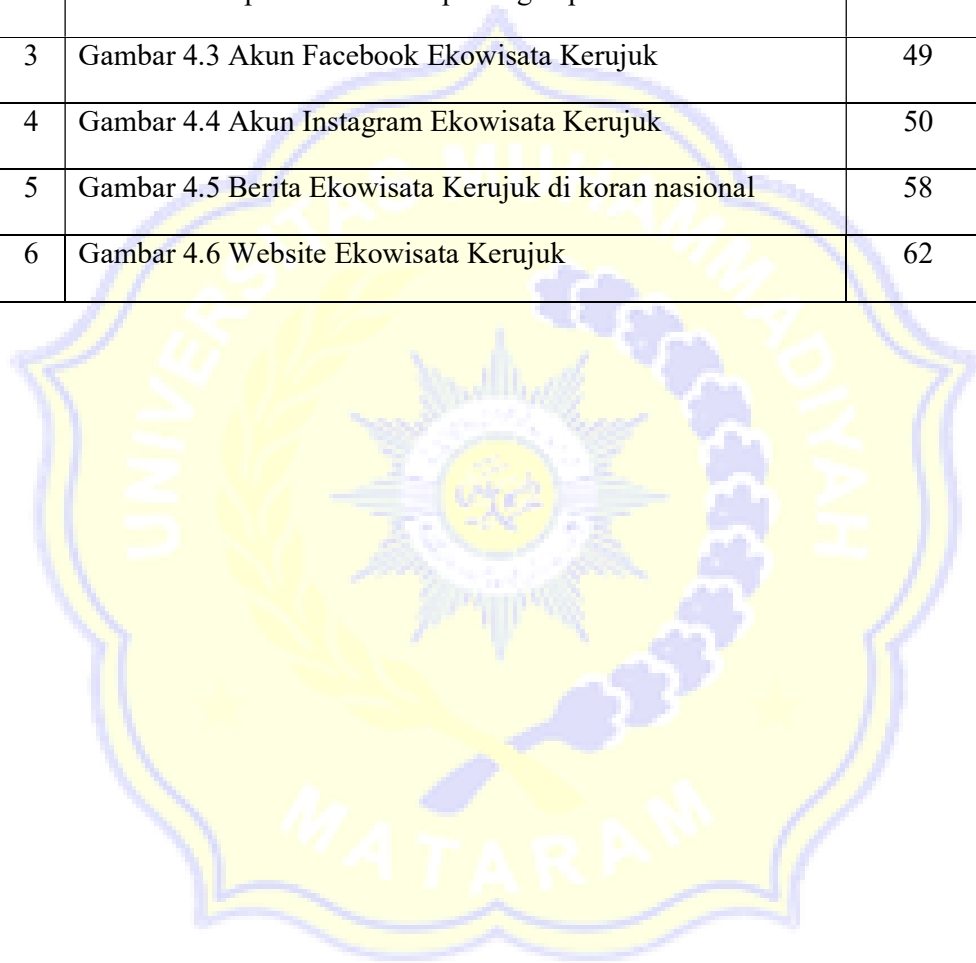 3 Gambar 4.3 Akun Facebook Ekowisata Kerujuk 49
4 Gambar 4.4 Akun Instagram Ekowisata Kerujuk 50
5 Gambar 4.5 Berita Ekowisata Kerujuk di koran nasional 58
6 Gambar 4.6 Website Ekowisata Kerujuk 62
UNIVERSITAS MUHAMMADIYAH
MATARAM